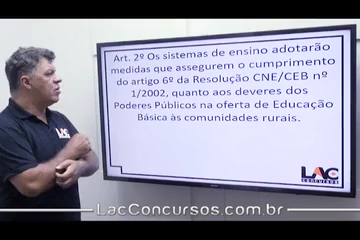 Art. 2º Os sistemas de ensino adotarão
medidas que assegurem o cumprimento
do artigo 6º da Resolução CNE/CEB nº
1/2002, quanto aos deveres dos
Poderes Públicos na oferta de Educação
Básica às comunidades rurais.
LAC
CONCURSOS
LAC
LacConcursos.com.br